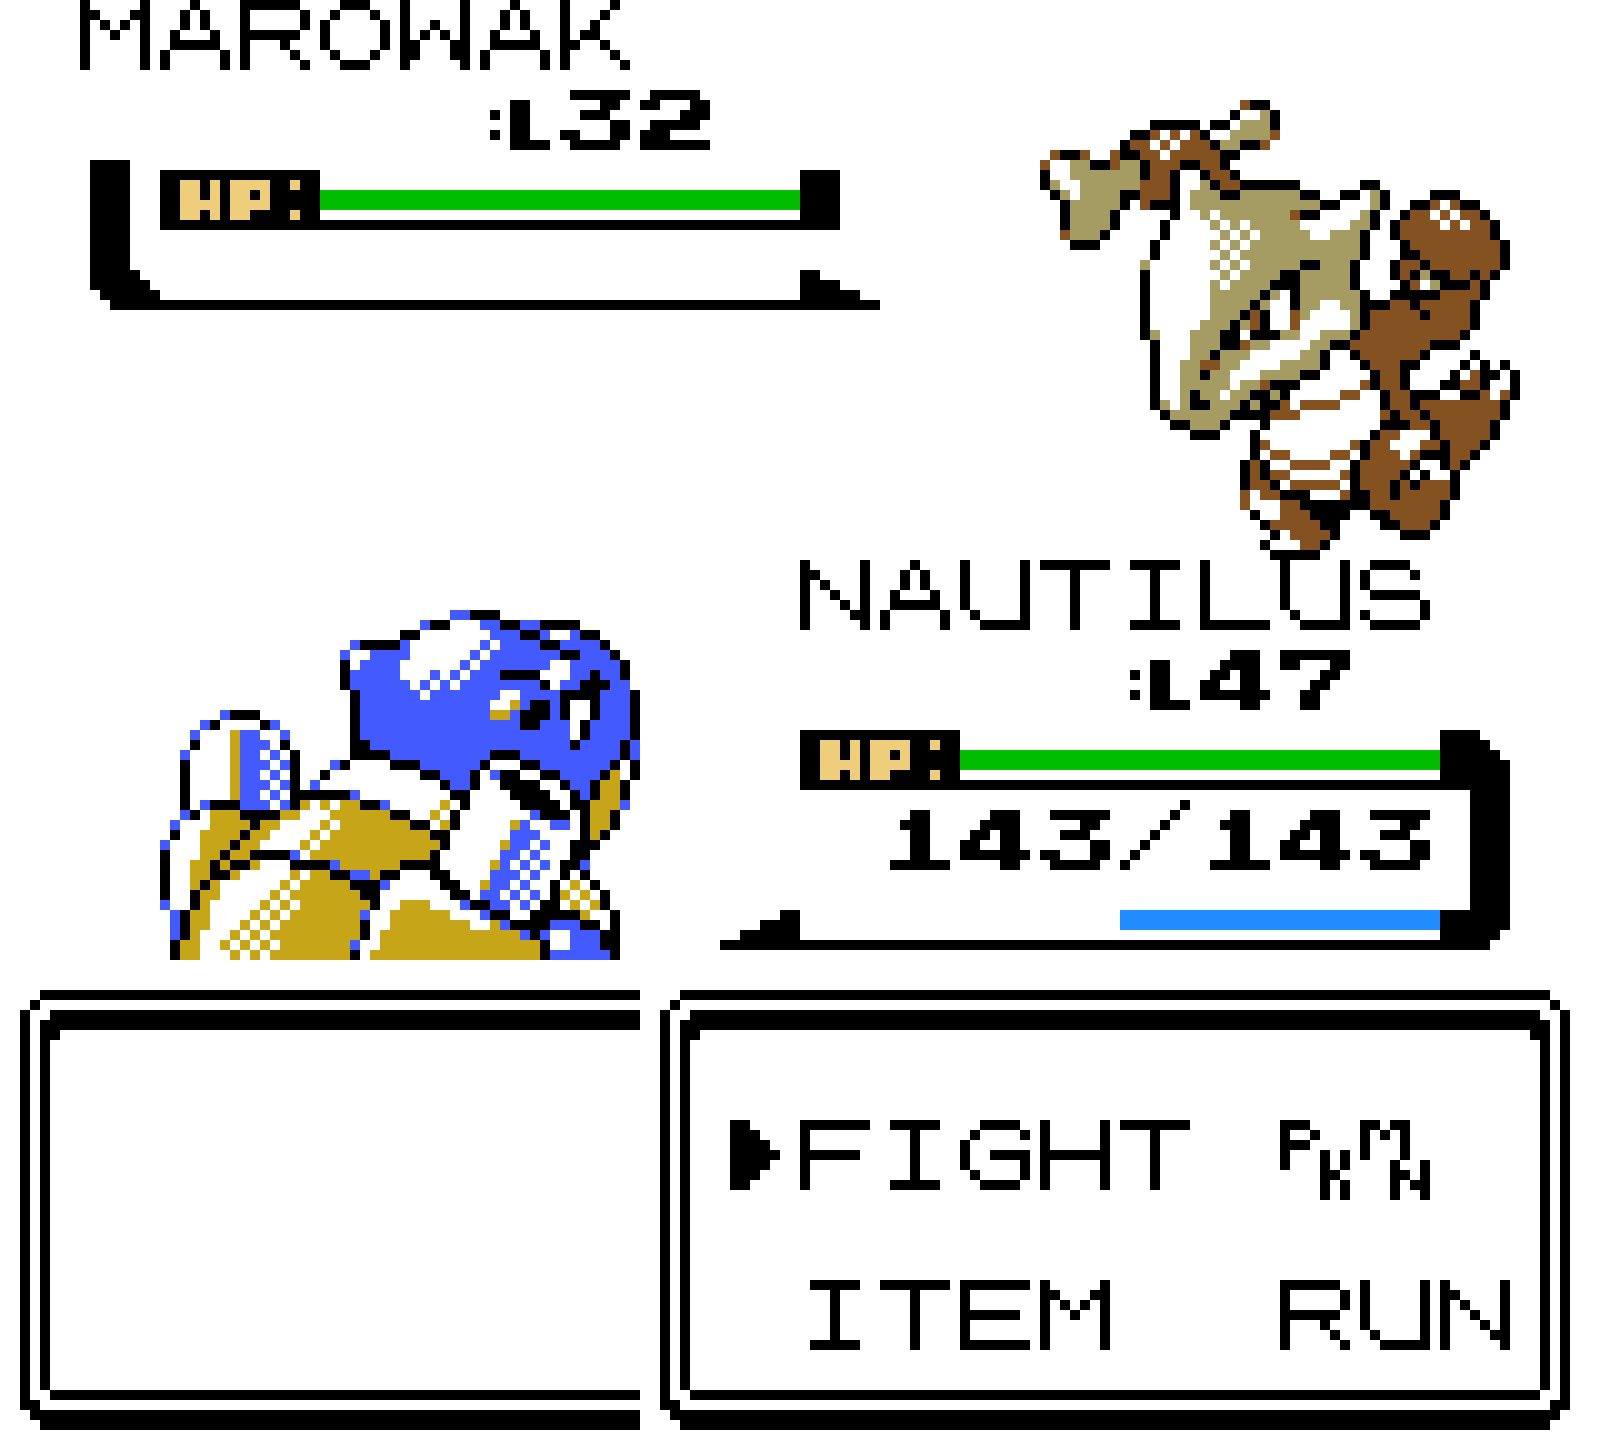 MAROWAK
:L32
HP:
NAUTILUS
:L47
HP:
143/143
▶FIGHT PKMN
ITEM RUN